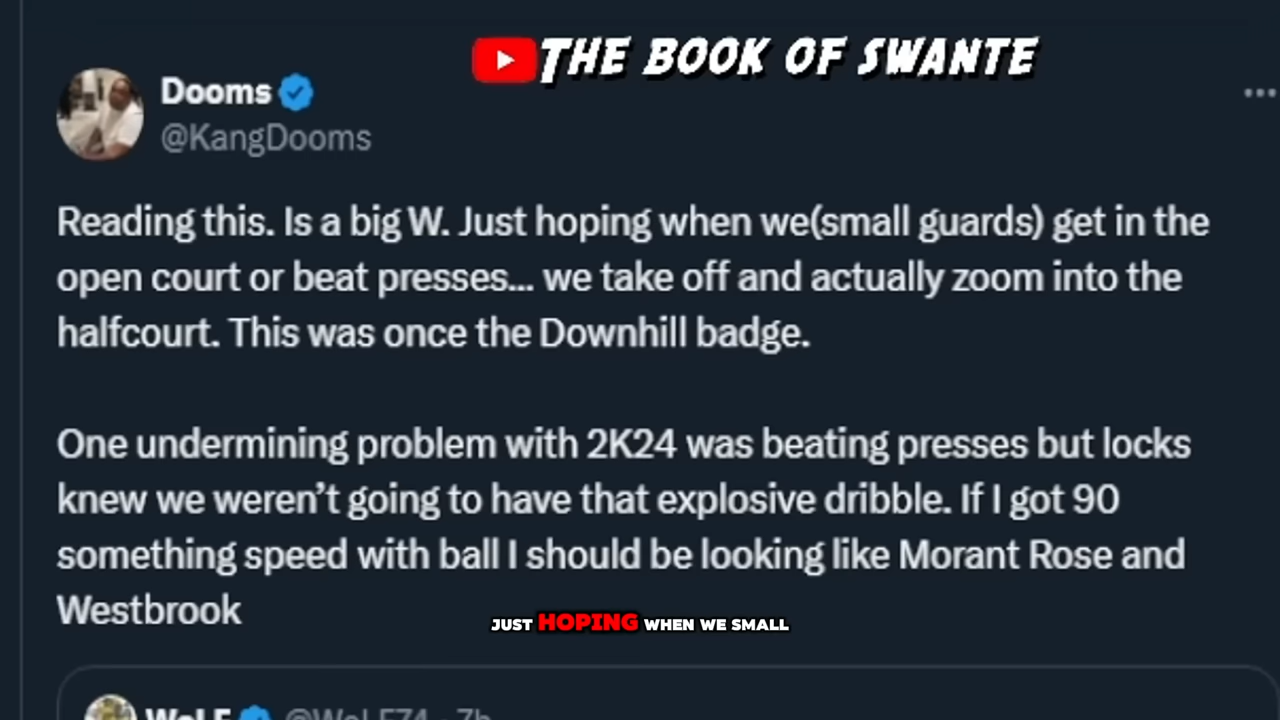 THE BOOK OF SWANTE
Dooms
@KangDooms
Reading this. Is a big W. Just hoping when we(small guards) get in the
open court or beat presses... we take off and actually zoom into the
halfcourt. This was once the Downhill badge.
One undermining problem with 2K24 was beating presses but locks
knew we weren't going to have that explosive dribble. If I got 90
something speed with ball I should be looking like Morant Rose and
Westbrook
JUST HOPING WHEN WE SMALL